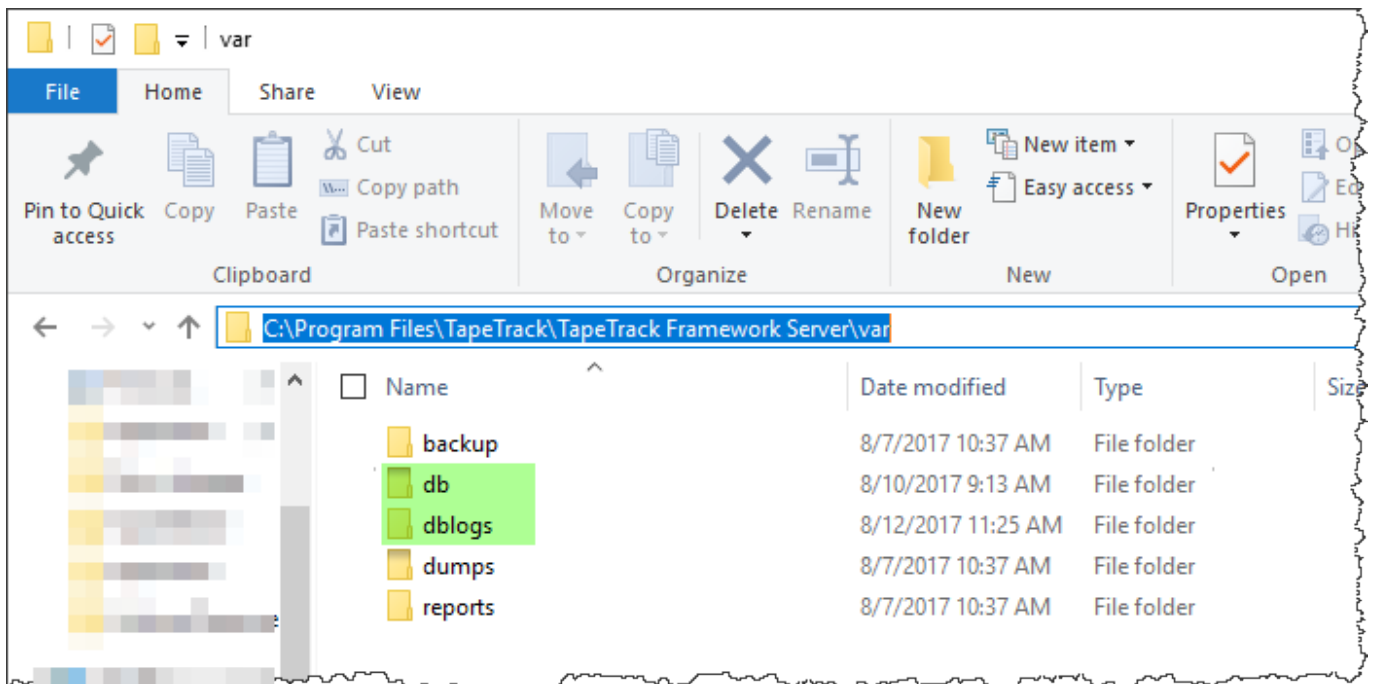 var
File Home Share View
Cut
Copy path
Paste shortcut
Pin to Quick access
Copy
Paste
Move to
Copy to
Delete
Rename
New folder
New item
Easy access
Properties
Clipboard Organize New Open
C:\Program Files\TapeTrack\TapeTrack Framework Server\var
Name Date modified Type Size
backup 8/7/2017 10:37 AM File folder
db 8/10/2017 9:13 AM File folder
dblogs 8/12/2017 11:25 AM File folder
dumps 8/7/2017 10:37 AM File folder
reports 8/7/2017 10:37 AM File folder